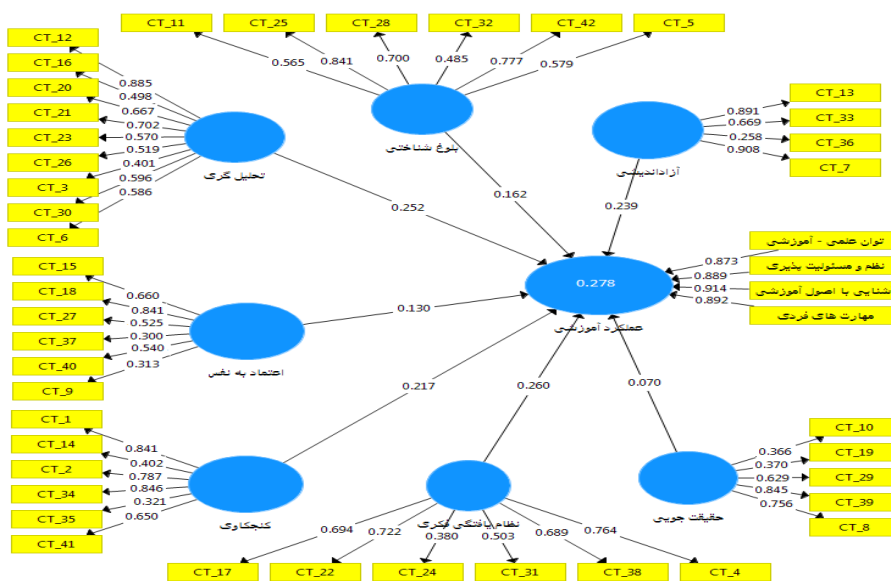 CT_11
CT_25
CT_28
CT_32
CT_42
CT_5
0.565
0.841
0.700
0.485
0.777
0.579
بلوغ شناختی
0.162
CT_12
CT_16
CT_20
CT_21
CT_23
CT_26
CT_3
CT_30
CT_6
0.885
0.498
0.667
0.702
0.570
0.519
0.401
0.596
0.586
تحلیل گری
0.252
CT_13
CT_33
CT_36
CT_7
0.891
0.669
0.258
0.908
آزاداندیشی
0.239
توان علمی - آموزشی
نظم و مسئولیت پذیری
شنایی با اصول آموزشی
مهارت های فردی
0.873
0.889
0.914
0.892
0.278
عملکرد آموزشی
CT_15
CT_18
CT_27
CT_37
CT_40
CT_9
0.660
0.841
0.525
0.300
0.540
0.313
اعتماد به نفس
0.130
CT_1
CT_14
CT_2
CT_34
CT_35
CT_41
0.841
0.402
0.787
0.846
0.321
0.650
کنجکاوی
0.217
نظام یافتگی فکری
0.260
0.694
0.722
0.380
0.503
0.689
0.764
CT_17
CT_22
CT_24
CT_31
CT_38
CT_4
حقیقت جویی
0.070
0.366
0.370
0.629
0.845
0.756
CT_10
CT_19
CT_29
CT_39
CT_8